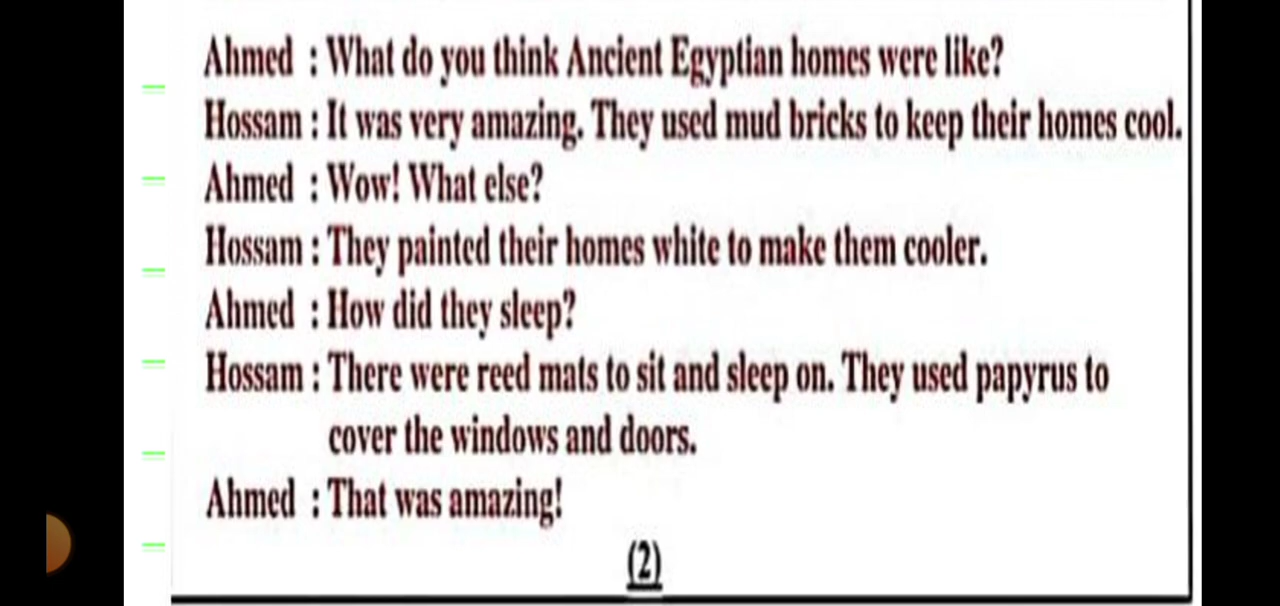 Ahmed : What do you think Ancient Egyptian homes were like?
Hossam : It was very amazing. They used mud bricks to keep their homes cool.
Ahmed : Wow! What else?
Hossam : They painted their homes white to make them cooler.
Ahmed : How did they sleep?
Hossam : There were reed mats to sit and sleep on. They used papyrus to
cover the windows and doors.
Ahmed : That was amazing!
(2)